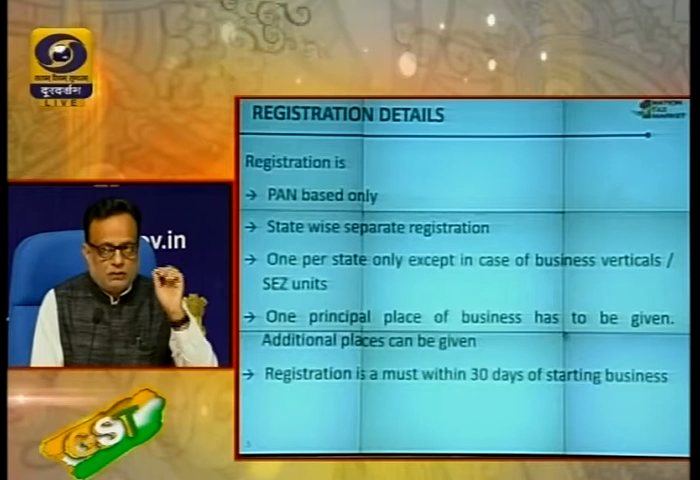 दूरदर्शन
LIVE
REGISTRATION DETAILS
NATION
TAX
MARKET
Registration is
→ PAN based only
→ State wise separate registration
→ One per state only except in case of business verticals /
SEZ units
→ One principal place of business has to be given.
Additional places can be given
→ Registration is a must within 30 days of starting business
ov.in
GST